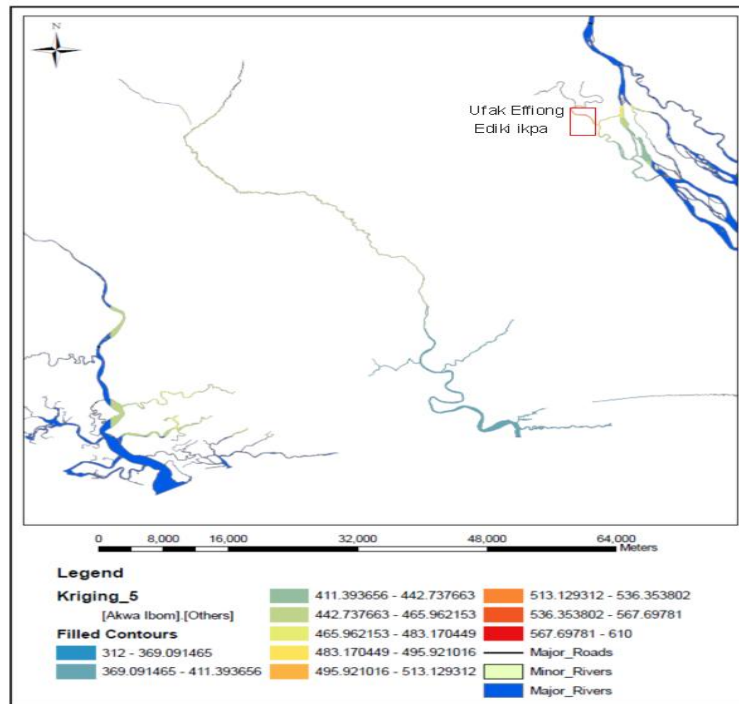 N
Ufak Effiong
Ediki ikpa
0 8,000 16,000 32,000 48,000 64,000
Meters
Legend
Kriging_5
[Akwa Ibom].[Others]
Filled Contours
312 - 369.091465
369.091465 - 411.393656
411.393656 - 442.737663
442.737663 - 465.962153
465.962153 - 483.170449
483.170449 - 495.921016
495.921016 - 513.129312
513.129312 - 536.353802
536.353802 - 567.69781
567.69781 - 610
Major_Roads
Minor_Rivers
Major_Rivers